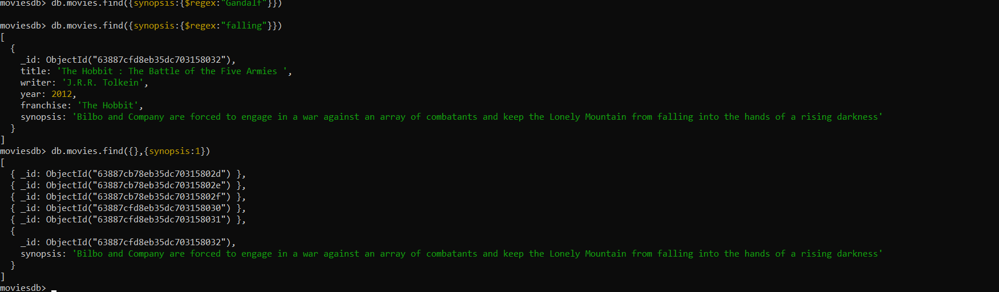 moviesdb> db.movies.find({synopsis:{$regex:"Gandalf"}})
moviesdb> db.movies.find({synopsis:{$regex:"falling"}})
[
  {
    _id: ObjectId("63887cfd8eb35dc703158032"),
    title: 'The Hobbit : The Battle of the Five Armies ',
    writer: 'J.R.R. Tolkein',
    year: 2012,
    franchise: 'The Hobbit',
    synopsis: 'Bilbo and Company are forced to engage in a war against an array of combatants and keep the Lonely Mountain from falling into the hands of a rising darkness'
  }
]
moviesdb> db.movies.find({},{synopsis:1})
[
  { _id: ObjectId("63887cb78eb35dc70315802d") },
  { _id: ObjectId("63887cb78eb35dc70315802e") },
  { _id: ObjectId("63887cb78eb35dc70315802f") },
  { _id: ObjectId("63887cfd8eb35dc703158030") },
  { _id: ObjectId("63887cfd8eb35dc703158031") },
  {
    _id: ObjectId("63887cfd8eb35dc703158032"),
    synopsis: 'Bilbo and Company are forced to engage in a war against an array of combatants and keep the Lonely Mountain from falling into the hands of a rising darkness'
  }
]
moviesdb>